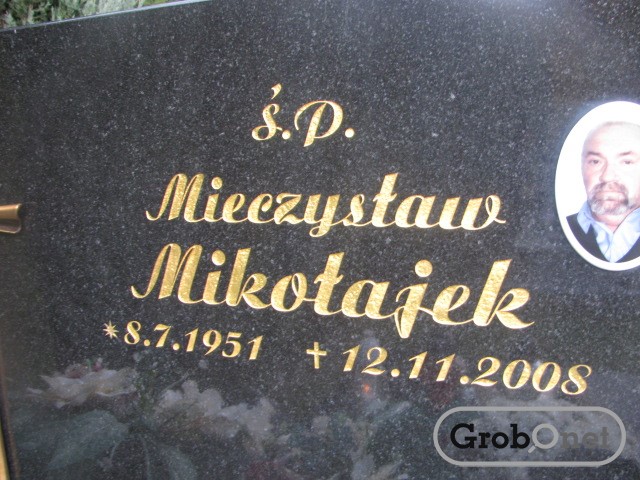 ś.P.
Mieczysław
Mikołajek
*8.7.1951 +12.11.2008
GrobOnet